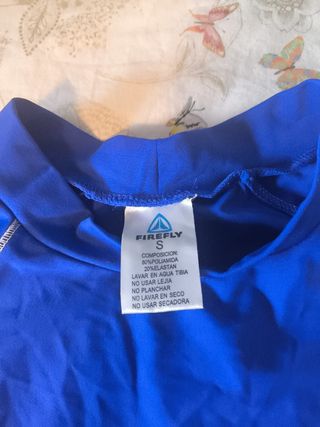 FIREFLY
S
COMPOSICION:
80%POLIAMIDA
20%ELASTAN
LAVAR EN AGUA TIBIA
NO USAR LEJIA
NO PLANCHAR
NO LAVAR EN SECO
NO USAR SECADORA